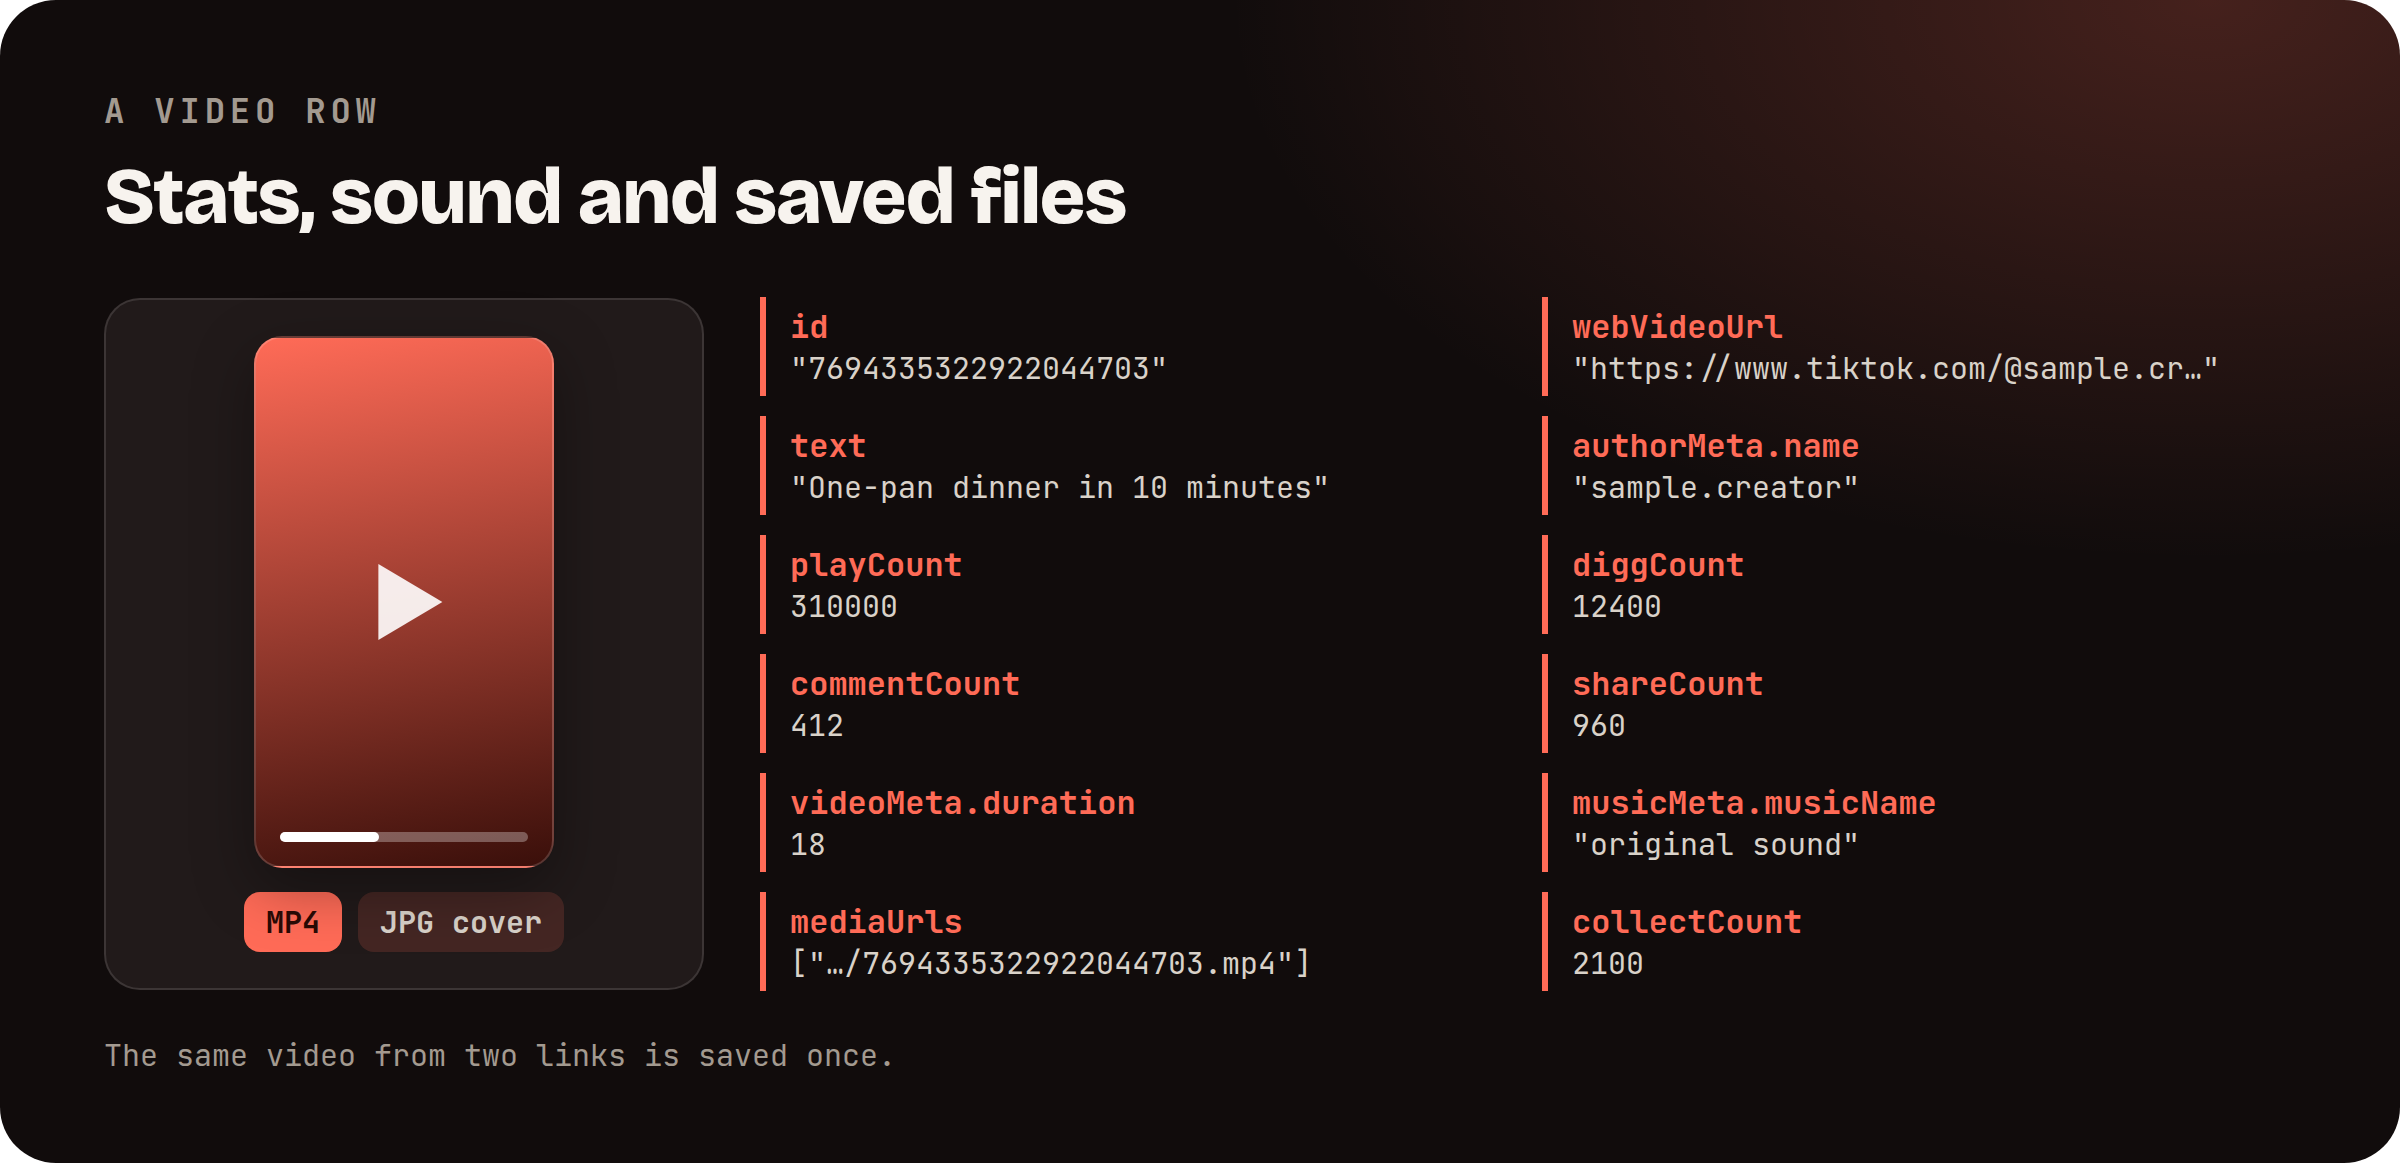 A VIDEO ROW
Stats, sound and saved files
MP4
JPG cover
id
"7694335322922044703"
webVideoUrl
"https://www.tiktok.com/@sample.cr…"
text
"One-pan dinner in 10 minutes"
authorMeta.name
"sample.creator"
playCount
310000
diggCount
12400
commentCount
412
shareCount
960
videoMeta.duration
18
musicMeta.musicName
"original sound"
mediaUrls
["…/7694335322922044703.mp4"]
collectCount
2100
The same video from two links is saved once.